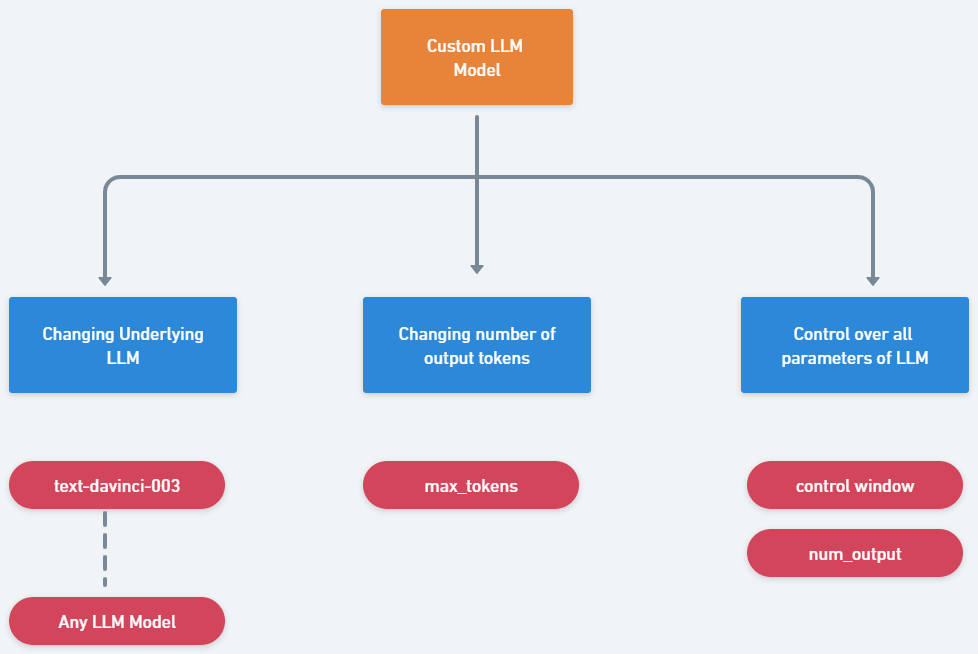 Custom LLM
Model
Changing Underlying
LLM
Changing number of
output tokens
Control over all
parameters of LLM
text-davinci-003
max_tokens
control window
num_output
Any LLM Model